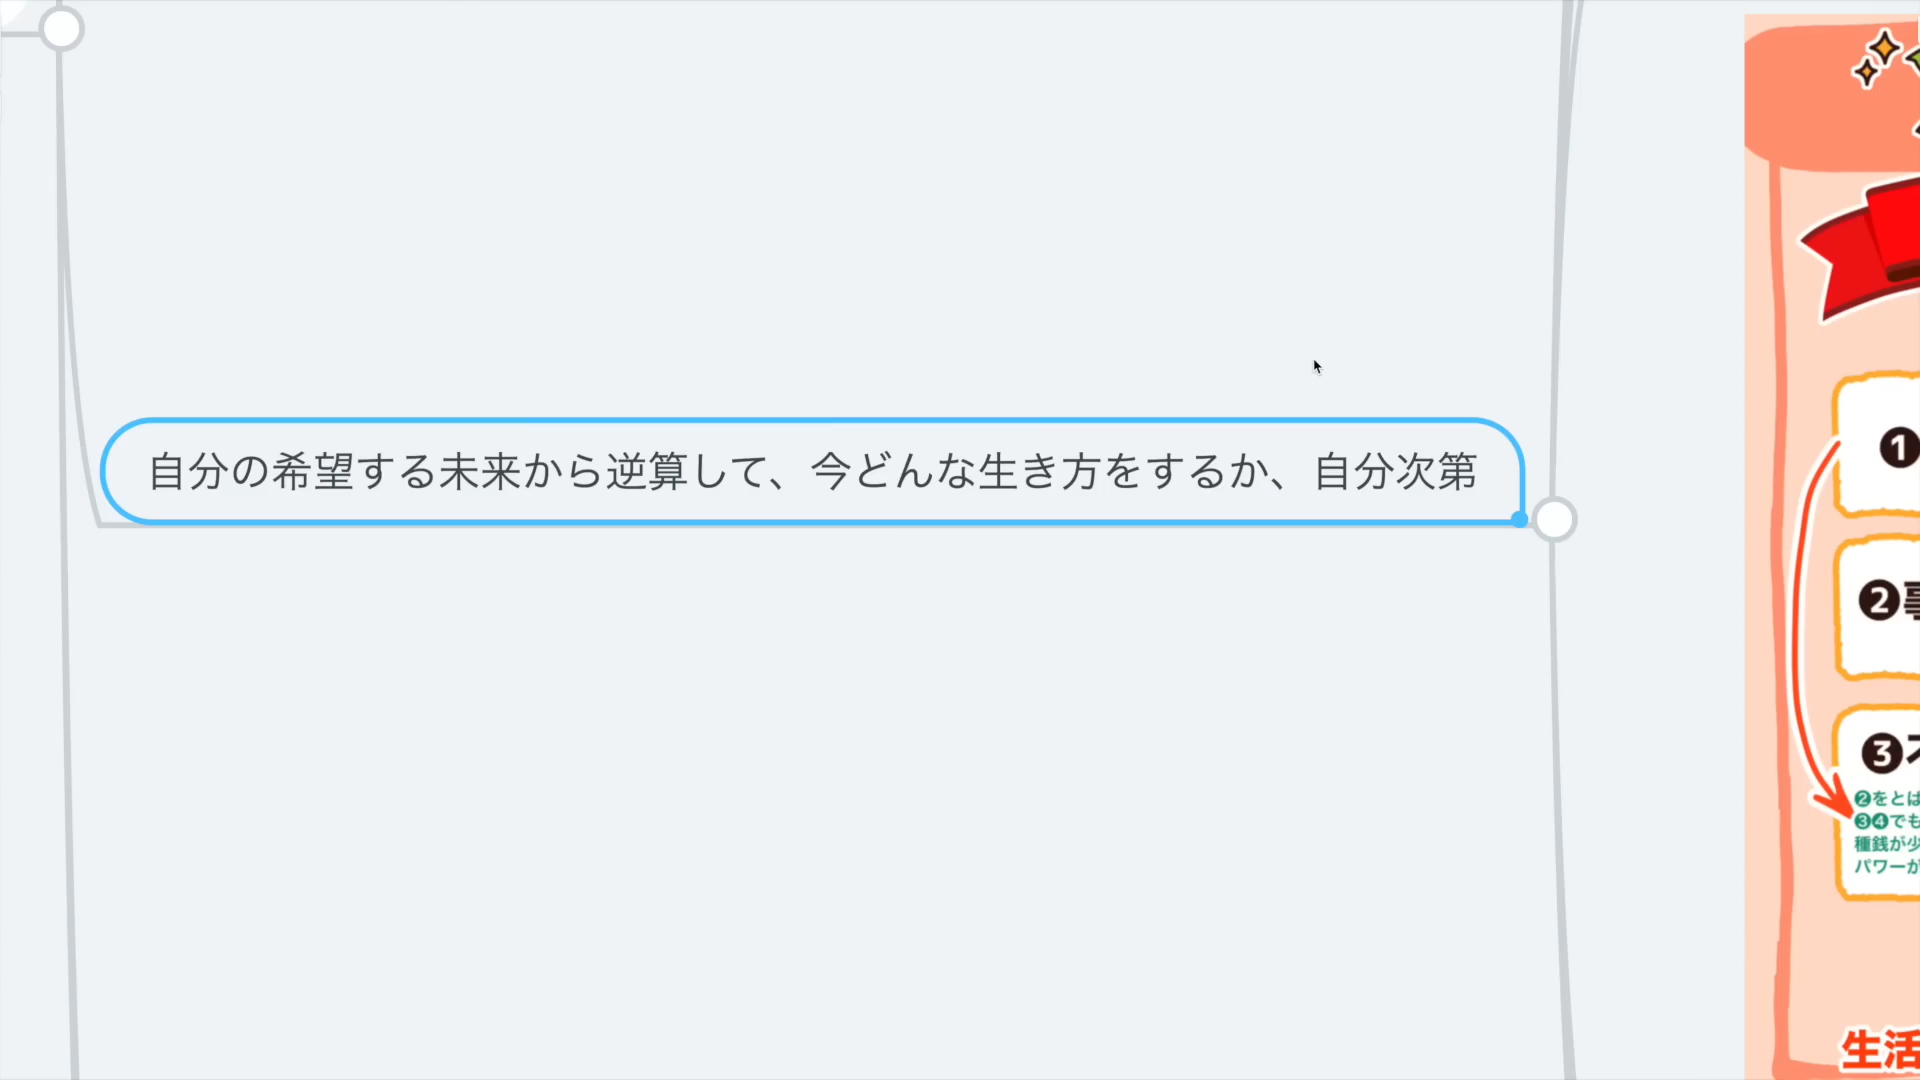 自分の希望する未来から逆算して、今どんな生き方をするか、自分次第
❶
❷
❸
❷をとば
❸❹でも
種銭が少
パワーが
生活